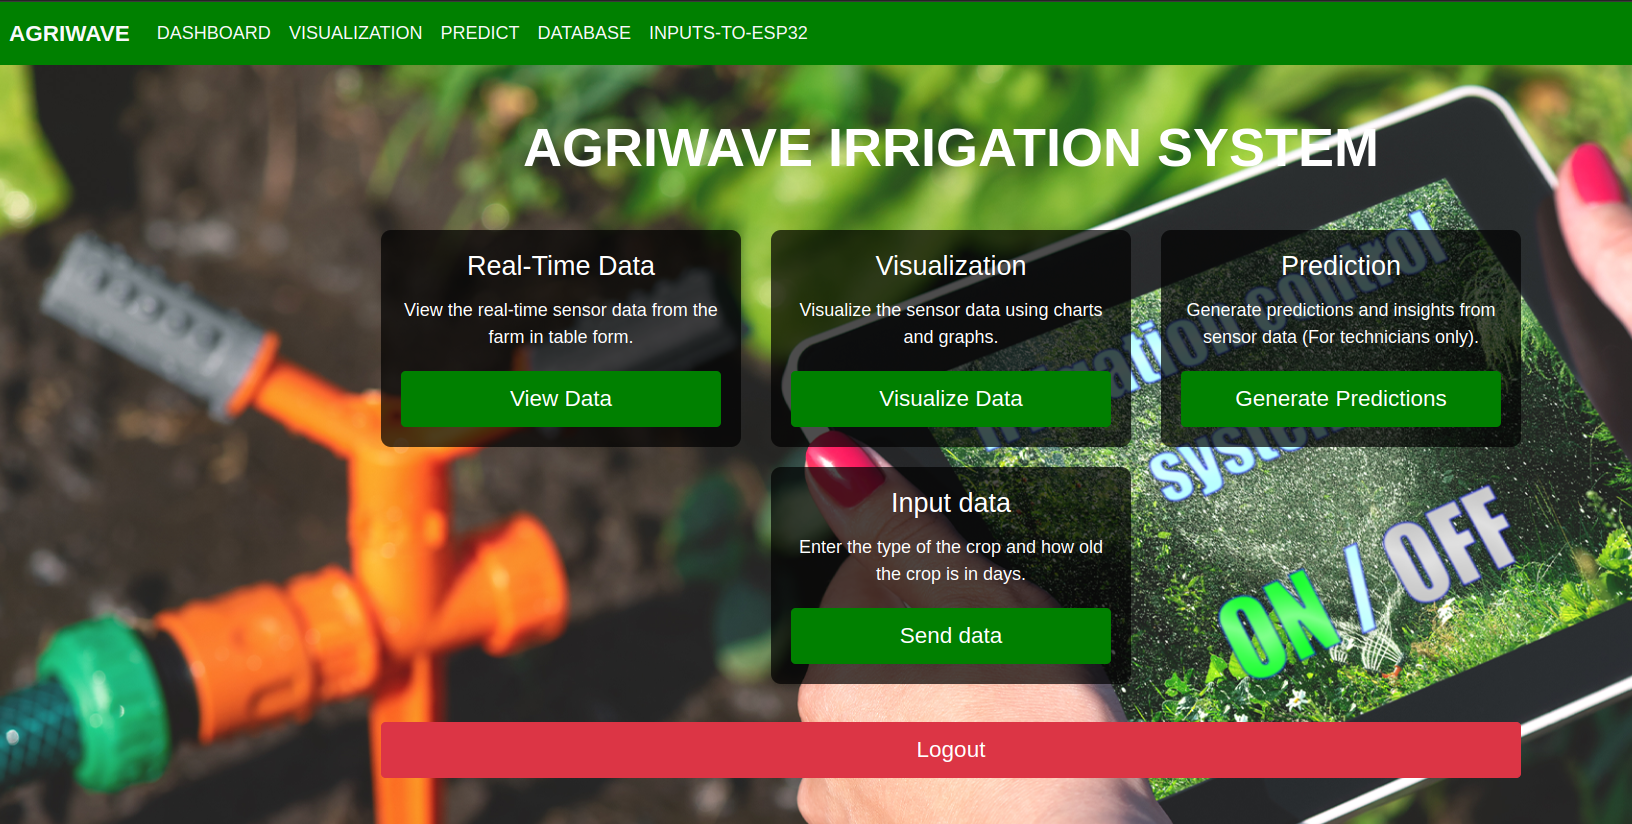 AGRIWAVE DASHBOARD VISUALIZATION PREDICT DATABASE INPUTS-TO-ESP32
AGRIWAVE IRRIGATION SYSTEM
Real-Time Data
View the real-time sensor data from the
farm in table form.
View Data
Visualization
Visualize the sensor data using charts
and graphs.
Visualize Data
Prediction
Generate predictions and insights from
sensor data (For technicians only).
Generate Predictions
Input data
Enter the type of the crop and how old
the crop is in days.
Send data
Logout
control
ON / OFF